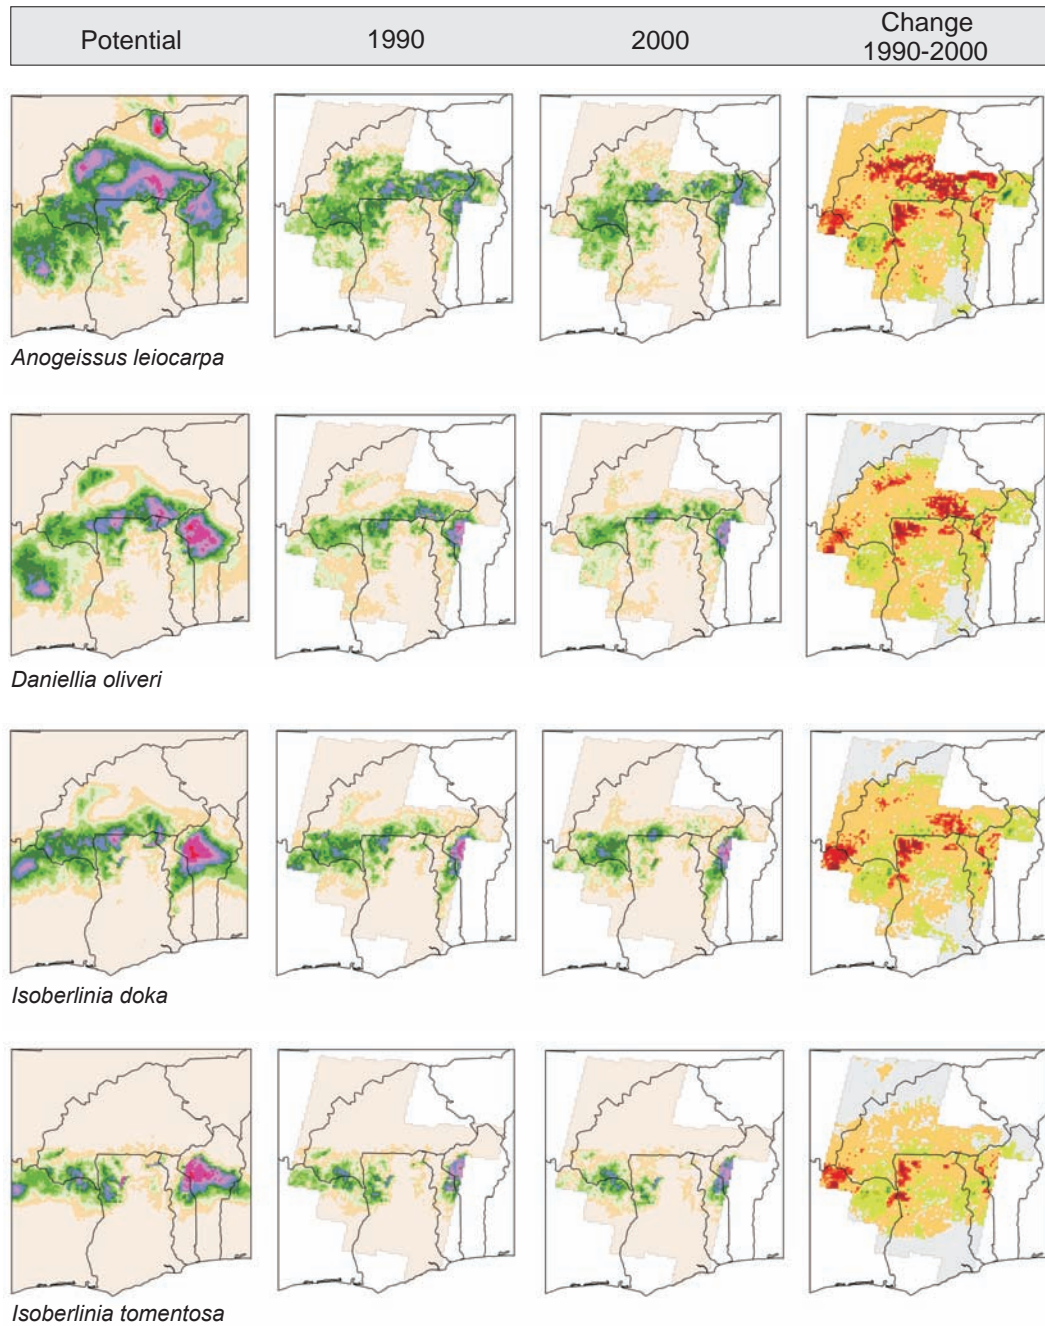 Potential
1990
2000
Change
1990-2000
Anogeissus leiocarpa
Daniellia oliveri
Isoberlinia doka
Isoberlinia tomentosa